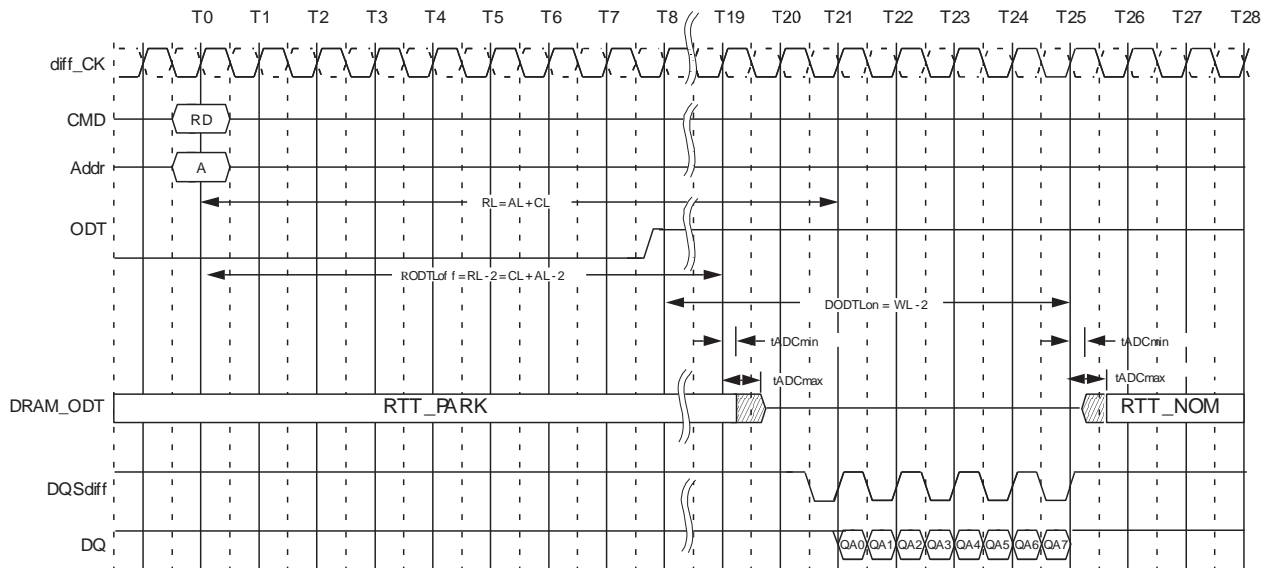 T0 T1 T2 T3 T4 T5 T6 T7 T8 T19 T20 T21 T22 T23 T24 T25 T26 T27 T28
diff_CK
CMD RD
Addr A
RL=AL+CL
ODT
RODTLoff=RL-2=CL+AL-2
DODTLon = WL-2
tADCmin tADCmin
tADCmax tADCmax
DRAM_ODT RTT_PARK RTT_NOM
DQSdiff
DQ QA0 QA1 QA2 QA3 QA4 QA5 QA6 QA7